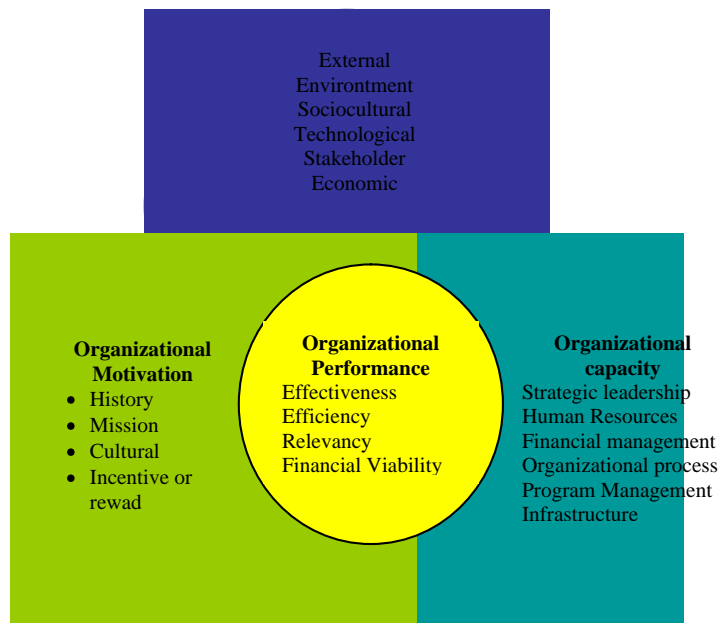 External
Environtment
Sociocultural
Technological
Stakeholder
Economic
Organizational
Motivation
• History
• Mission
• Cultural
• Incentive or
rewad
Organizational
Performance
Effectiveness
Efficiency
Relevancy
Financial Viability
Organizational
capacity
Strategic leadership
Human Resources
Financial management
Organizational process
Program Management
Infrastructure